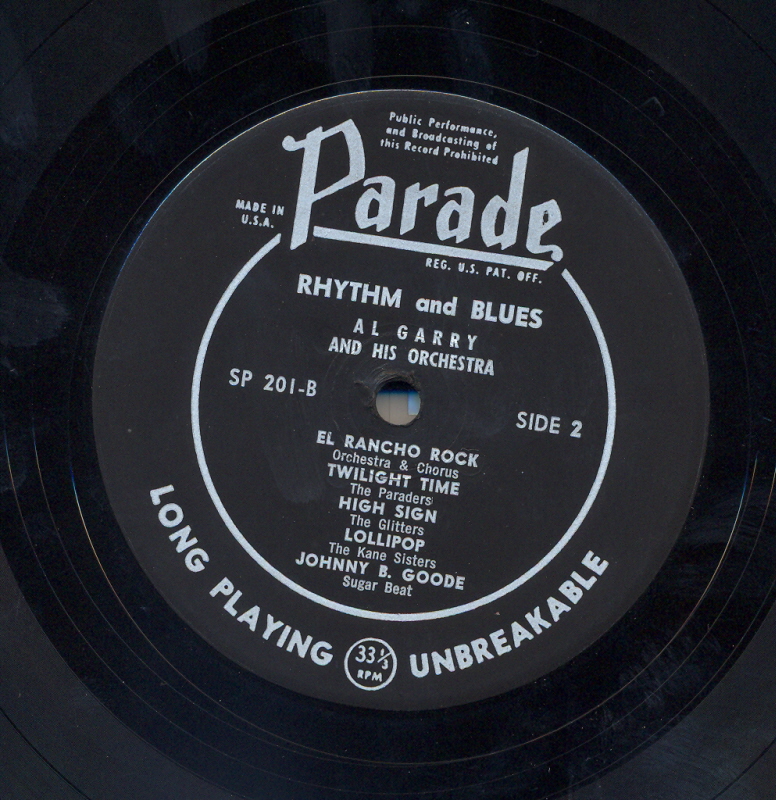 Public Performance,
and Broadcasting of
this Record Prohibited
Parade
MADE IN
U.S.A.
REG. U.S. PAT. OFF.
RHYTHM and BLUES
AL GARRY
AND HIS ORCHESTRA
SP 201-B
SIDE 2
EL RANCHO ROCK
Orchestra & Chorus
TWILIGHT TIME
The Paraders
HIGH SIGN
The Glitters
LOLLIPOP
The Kane Sisters
JOHNNY B. GOODE
Sugar Beat
LONG PLAYING 33 1/3 RPM UNBREAKABLE